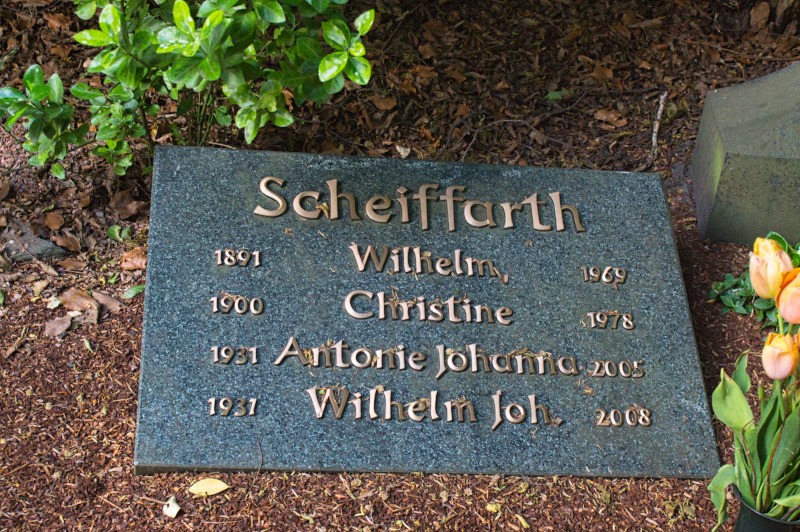 Scheiffarth
1891 Wilhelm, 1969
1900 Christine 1978
1931 Antonie Johanna 2005
1931 Wilhelm Joh. 2008